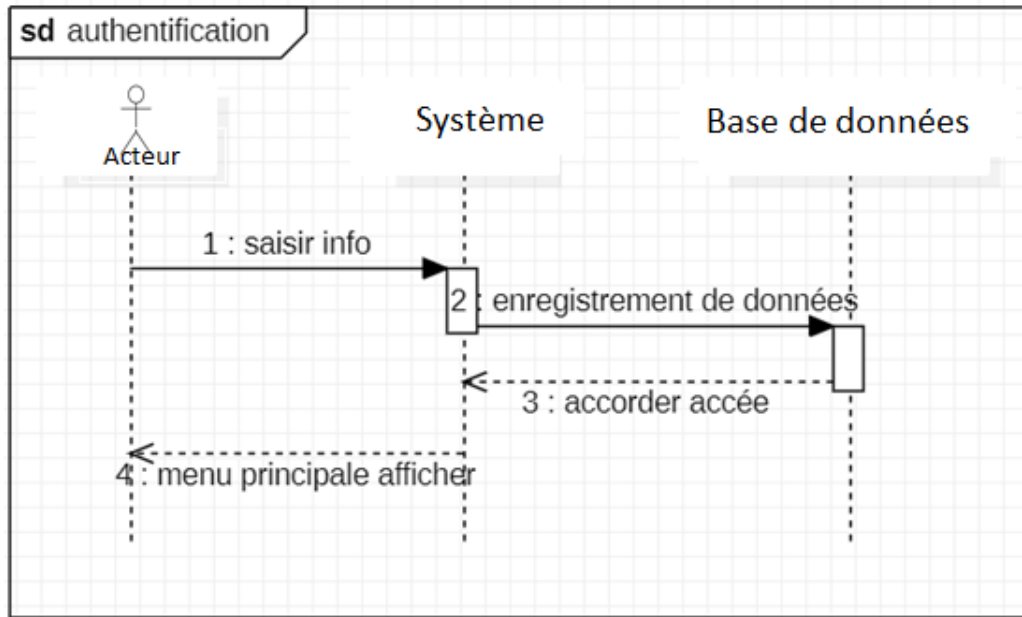 sd authentification
Acteur
Système
Base de données
1 : saisir info
2 : enregistrement de données
3 : accorder accée
4 : menu principale afficher